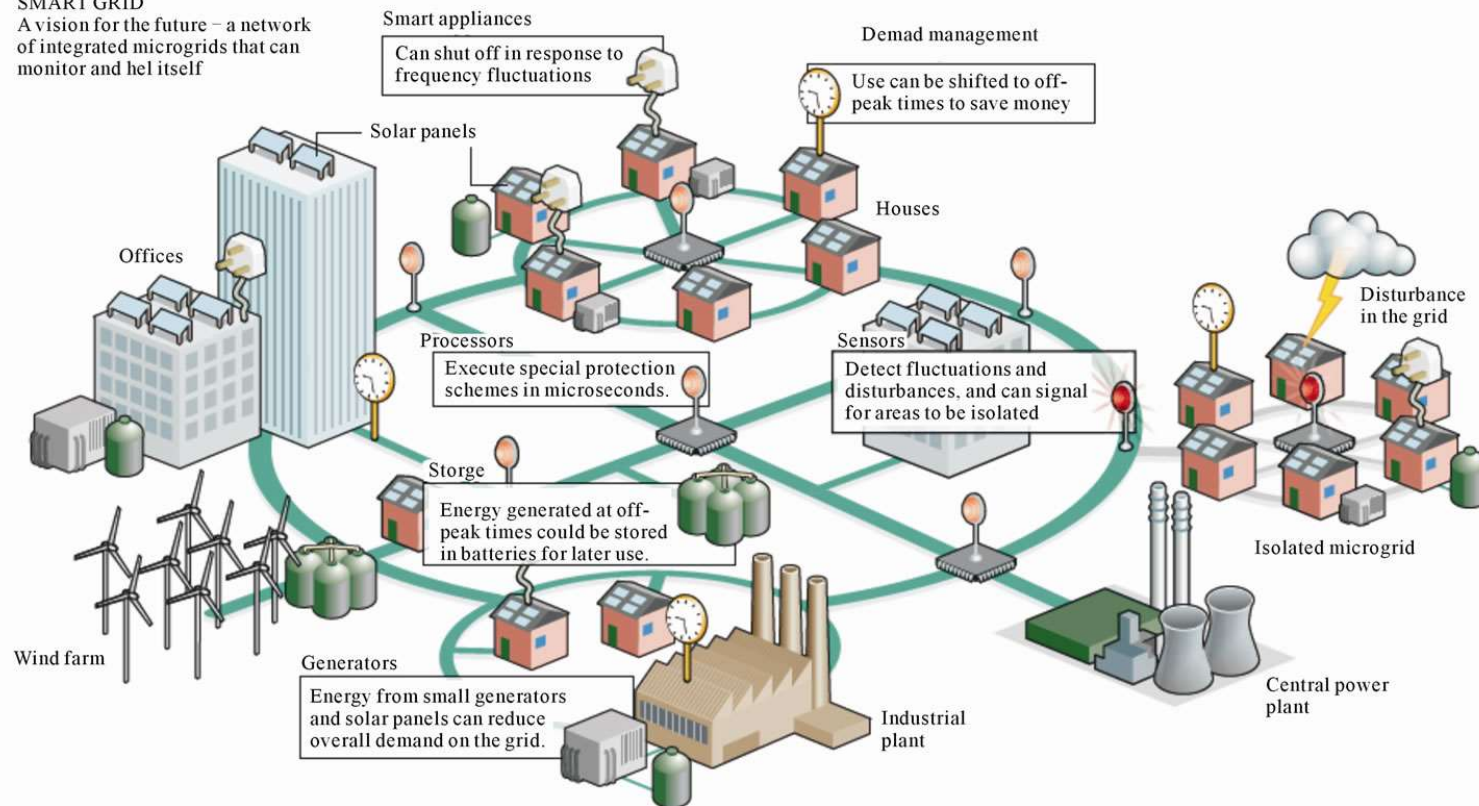 SMART GRID
A vision for the future – a network
of integrated microgrids that can
monitor and hel itself
Smart appliances
Can shut off in response to
frequency fluctuations
Demad management
Use can be shifted to off-
peak times to save money
Solar panels
Houses
Offices
Disturbance
in the grid
Processors
Execute special protection
schemes in microseconds.
Sensors
Detect fluctuations and
disturbances, and can signal
for areas to be isolated
Storge
Energy generated at off-
peak times could be stored
in batteries for later use.
Isolated microgrid
Wind farm
Generators
Energy from small generators
and solar panels can reduce
overall demand on the grid.
Industrial
plant
Central power
plant